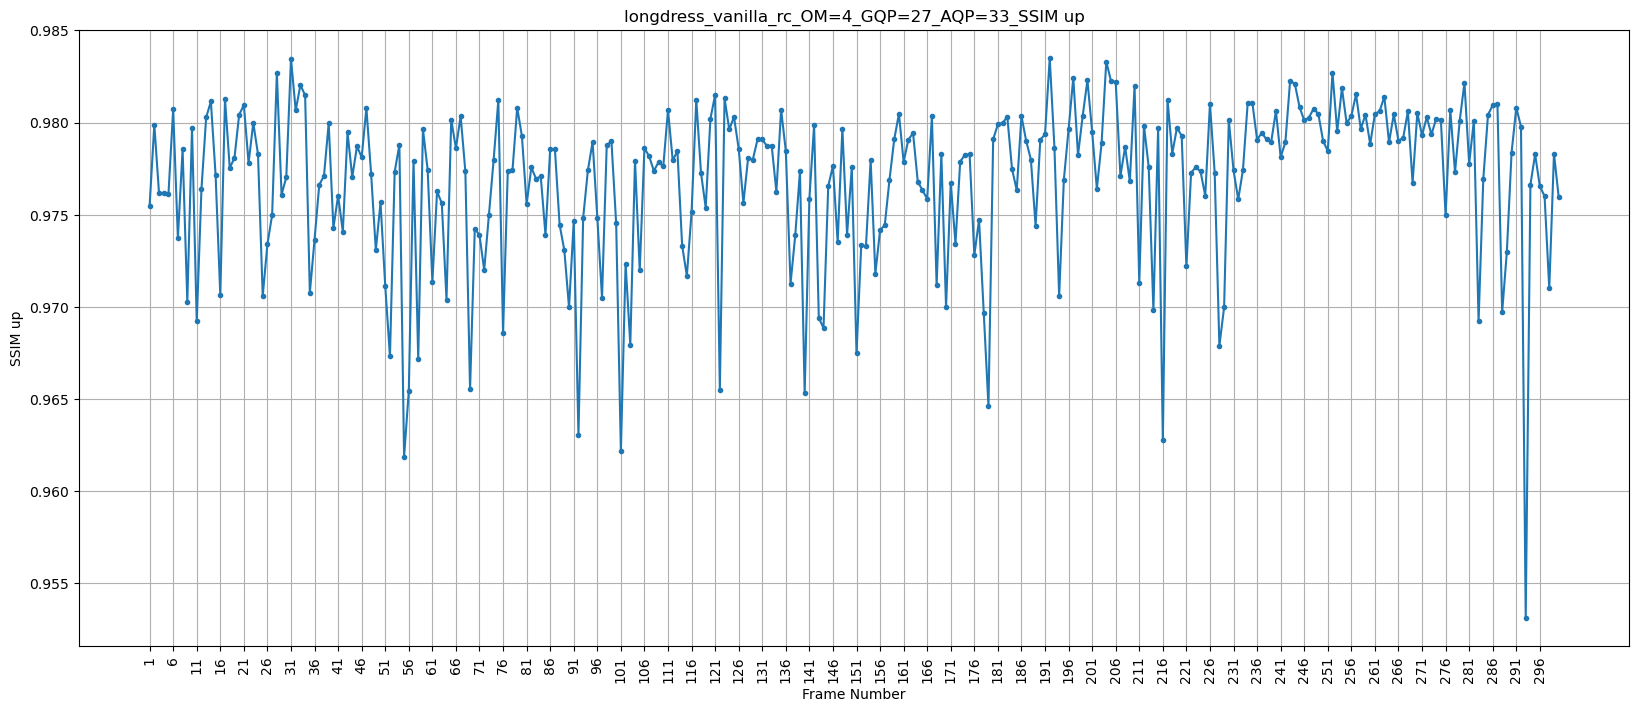 longdress_vanilla_rc_OM=4_GQP=27_AQP=33_SSIM up
0.985
0.980
0.975
0.970
0.965
0.960
0.955
SSIM up
1 6 11 16 21 26 31 36 41 46 51 56 61 66 71 76 81 86 91 96 101 106 111 116 121 126 131 136 141 146 151 156 161 166 171 176 181 186 191 196 201 206 211 216 221 226 231 236 241 246 251 256 261 266 271 276 281 286 291 296
Frame Number